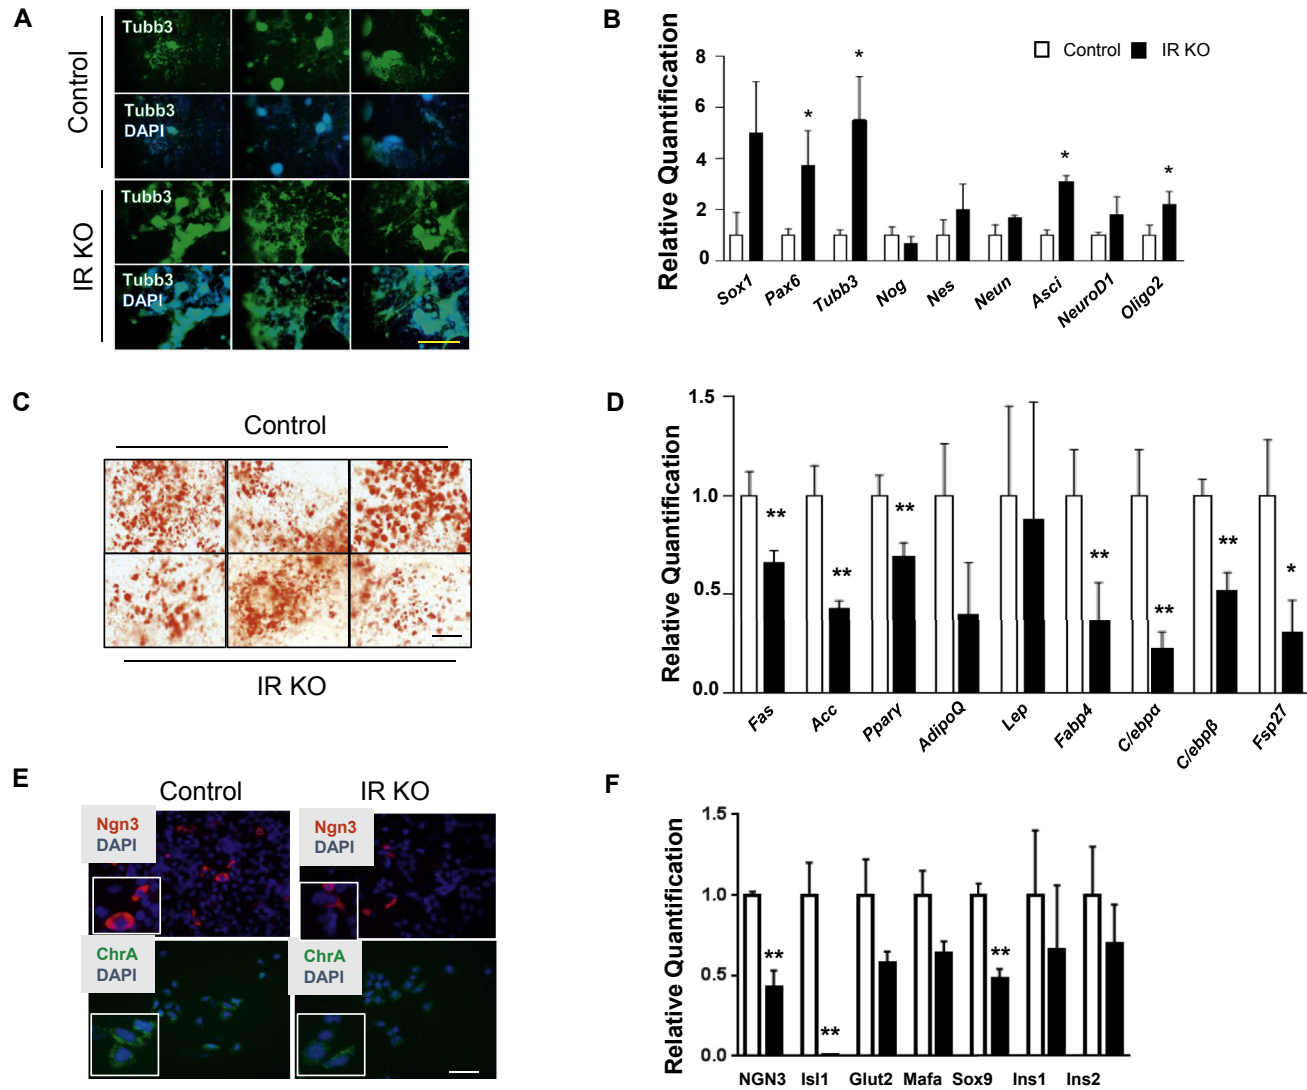 A
Control
Tubb3
Tubb3
DAPI
IR KO
Tubb3
Tubb3
DAPI
B
Relative Quantification
8
6
4
2
0
Control
IR KO
*
*
*
*
Sox1
Pax6
Tubb3
Nog
Nes
Neun
Asci
NeuroD1
Oligo2
C
Control
IR KO
D
Relative Quantification
1.5
1.0
0.5
0.0
**
**
**
**
**
**
*
Fas
Acc
Pparγ
AdipoQ
Lep
Fabp4
C/ebpα
C/ebpβ
Fsp27
E
Control
IR KO
Ngn3
DAPI
Ngn3
DAPI
ChrA
DAPI
ChrA
DAPI
F
Relative Quantification
1.5
1.0
0.5
0.0
**
**
**
NGN3 Isl1 Glut2 Mafa Sox9 Ins1 Ins2